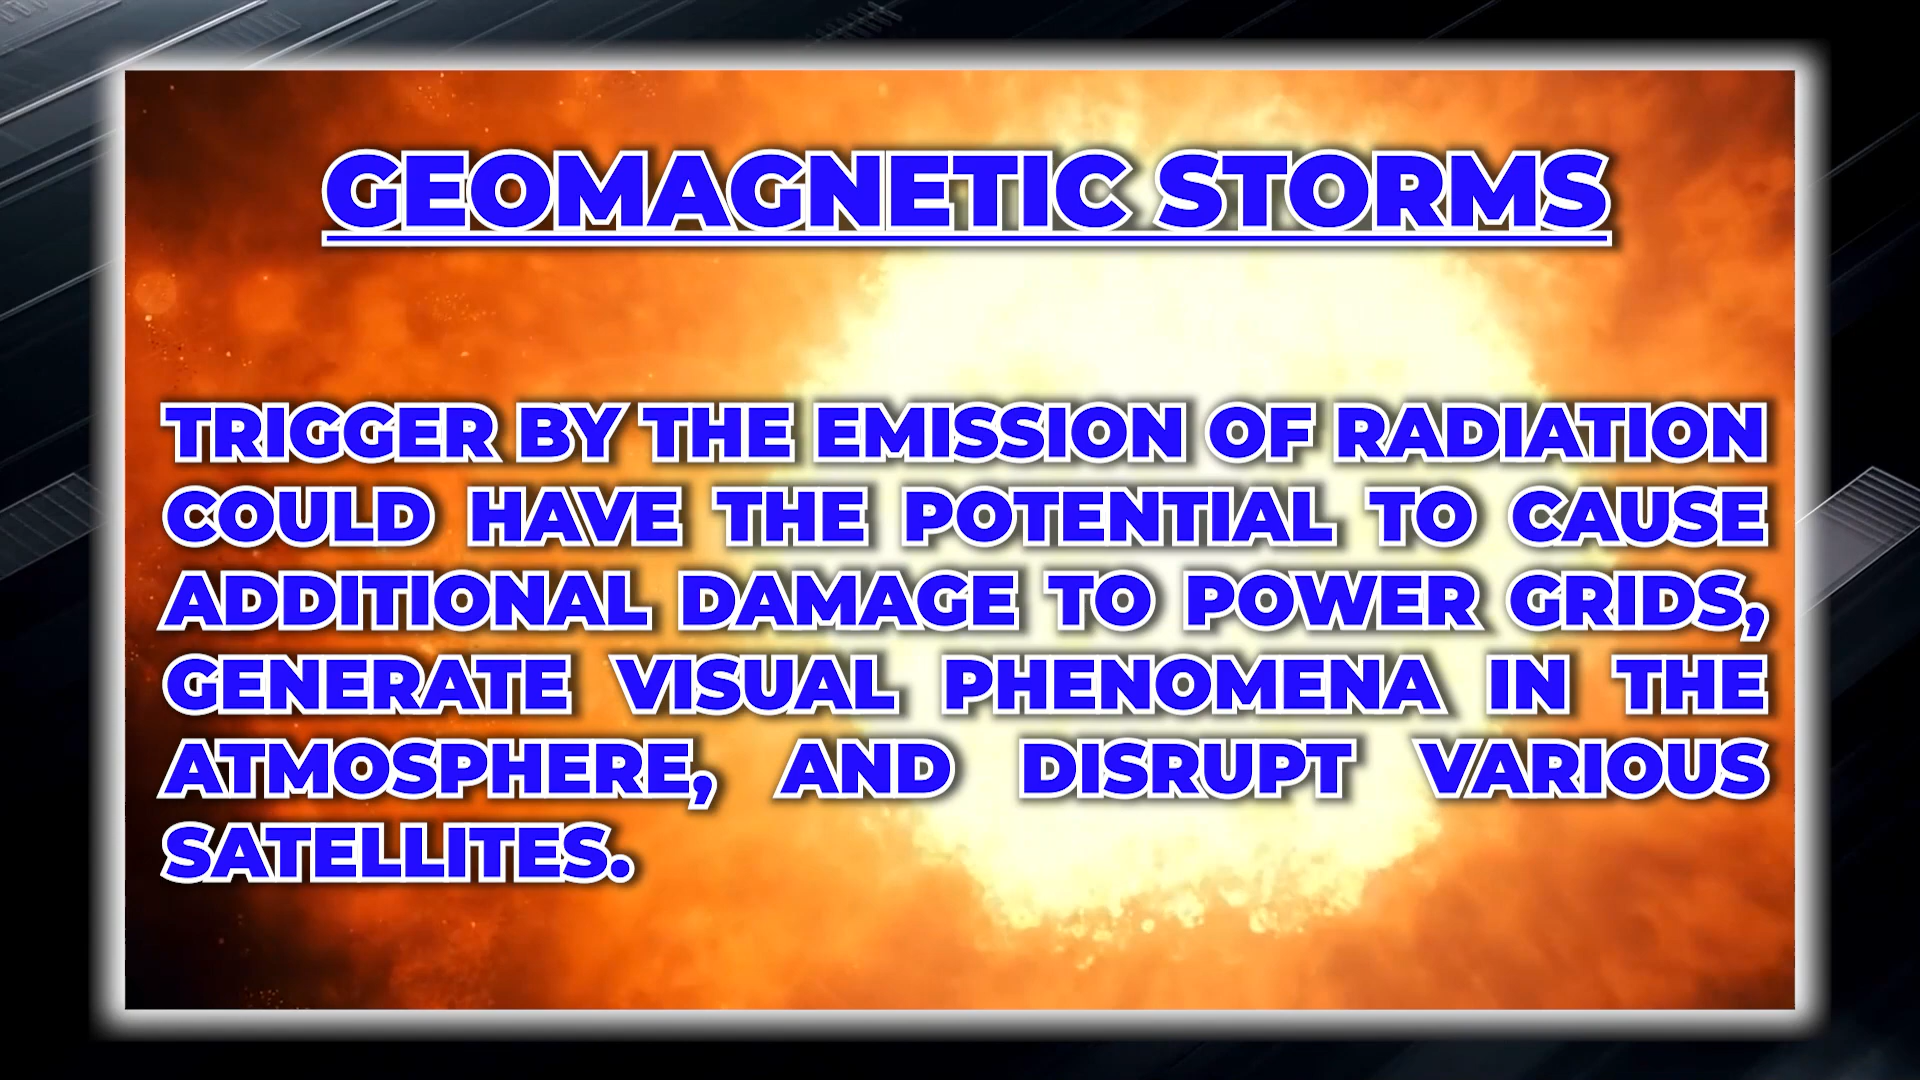 GEOMAGNETIC STORMS
TRIGGER BY THE EMISSION OF RADIATION
COULD HAVE THE POTENTIAL TO CAUSE
ADDITIONAL DAMAGE TO POWER GRIDS,
GENERATE VISUAL PHENOMENA IN THE
ATMOSPHERE, AND DISRUPT VARIOUS
SATELLITES.